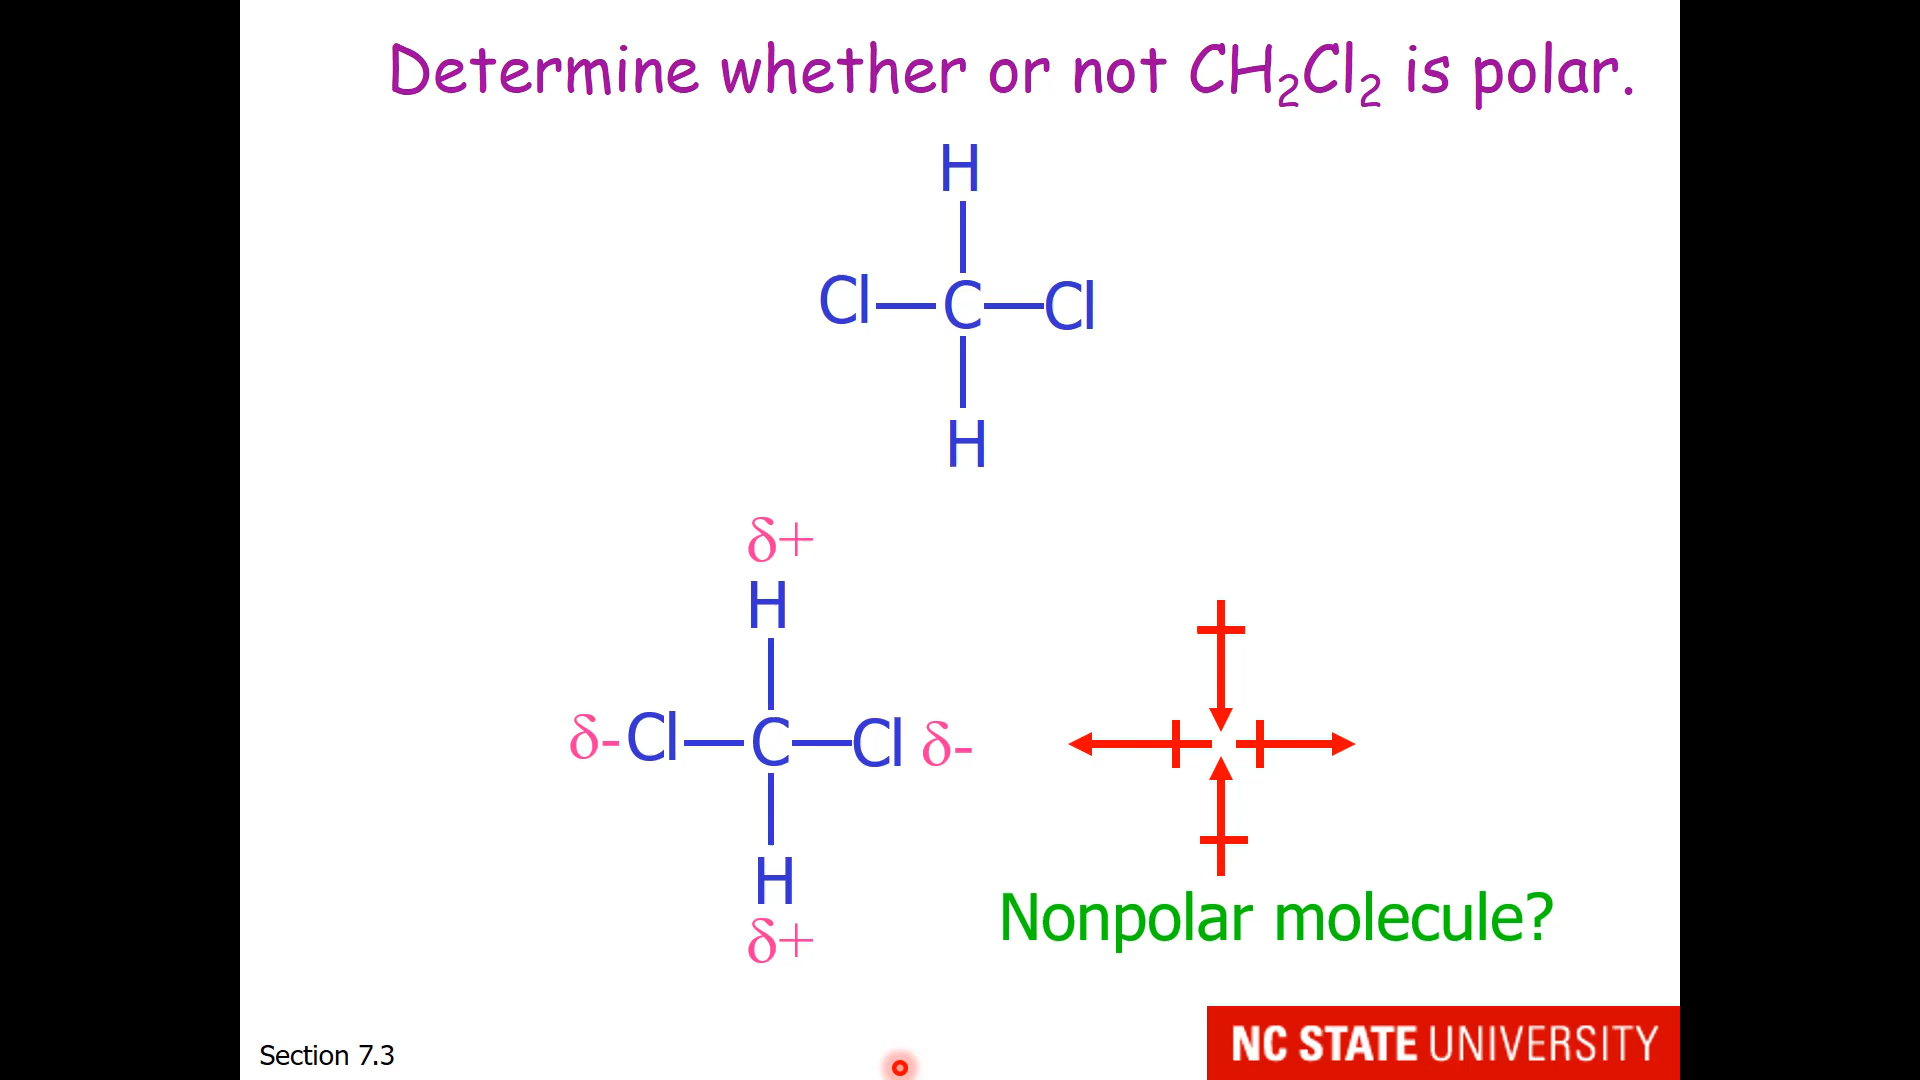 Determine whether or not CH₂Cl₂ is polar.
H
Cl C Cl
H
δ+
H
δ- Cl C Cl δ-
H
δ+
Nonpolar molecule?
Section 7.3
NC STATE UNIVERSITY